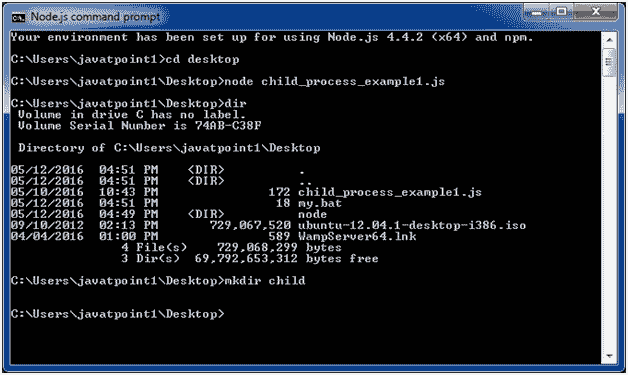 Node.js command prompt
Your environment has been set up for using Node.js 4.4.2 (x64) and npm.
C:\Users\javatpoint1>cd desktop
C:\Users\javatpoint1\Desktop>node child_process_example1.js
C:\Users\javatpoint1\Desktop>dir
Volume in drive C has no label.
Volume Serial Number is 74AB-C38F
Directory of C:\Users\javatpoint1\Desktop
05/12/2016  04:51 PM    <DIR>          .
05/12/2016  04:51 PM    <DIR>          ..
05/10/2016  10:43 PM               172 child_process_example1.js
05/12/2016  04:51 PM                18 my.bat
05/12/2016  04:49 PM    <DIR>          node
09/10/2012  02:13 PM       729,067,520 ubuntu-12.04.1-desktop-i386.iso
04/04/2016  01:00 PM               589 WampServer64.lnk
4 File(s)    729,068,299 bytes
3 Dir(s)  69,792,653,312 bytes free
C:\Users\javatpoint1\Desktop>mkdir child
C:\Users\javatpoint1\Desktop>